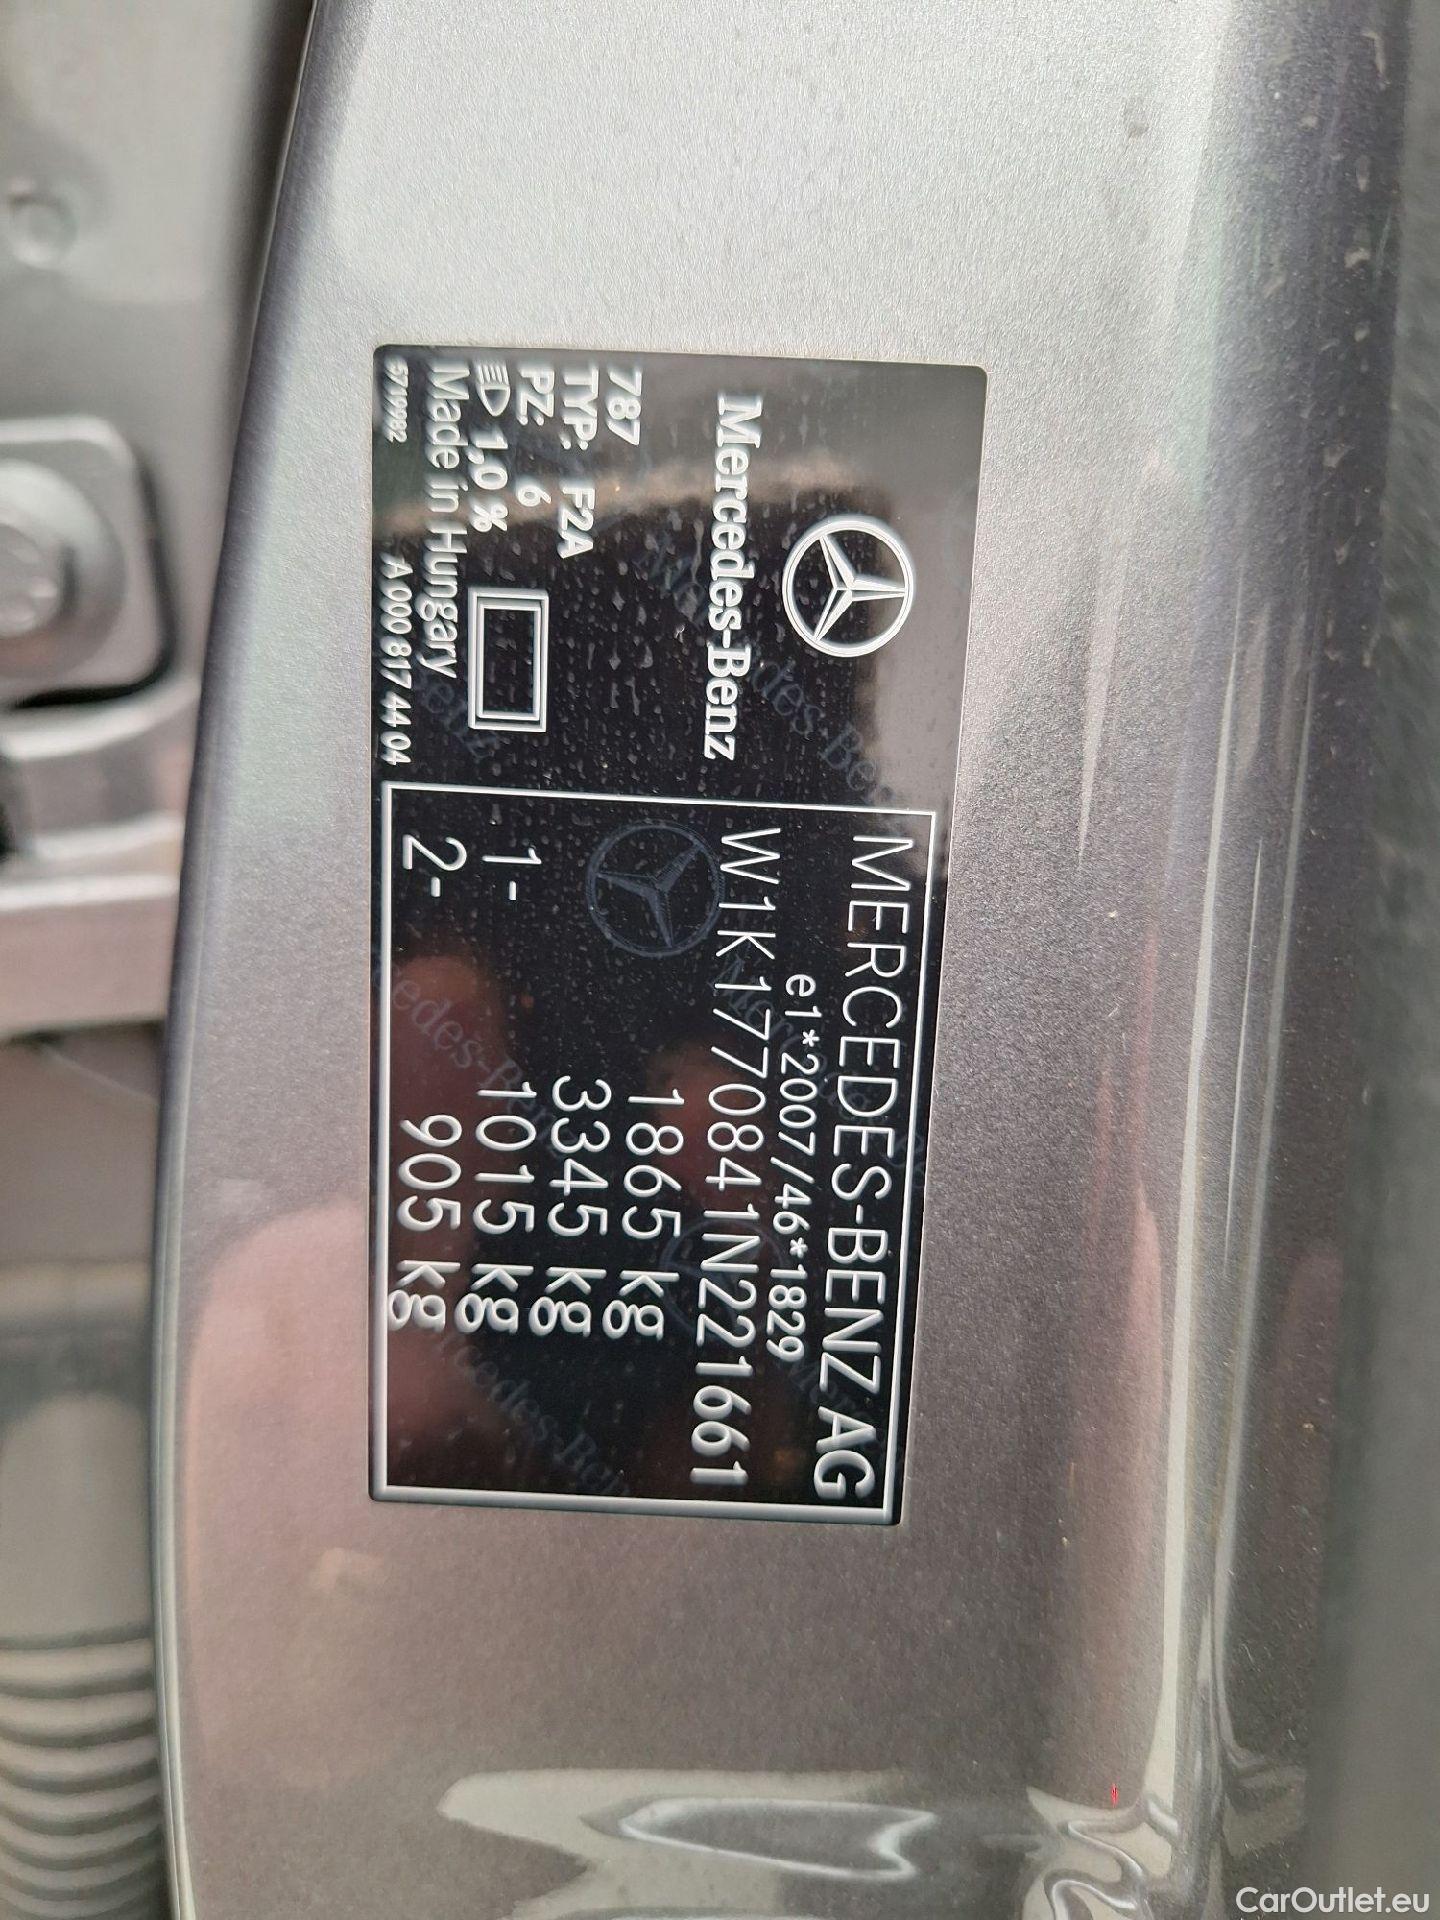 Mercedes-Benz
787
TYP: F2A
PZ: 6
1,0 %
Made in Hungary
5719982
A 000 817 44 04
MERCEDES-BENZ AG
e1*2007/46*1829
W1K1770841N221661
1865 kg
3345 kg
1- 1015 kg
2- 905 kg
CarOutlet.eu